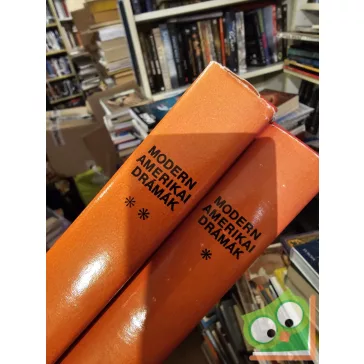 MODERN
AMERIKAI
DRÁMÁK
* *
MODERN
AMERIKAI
DRÁMÁK
*